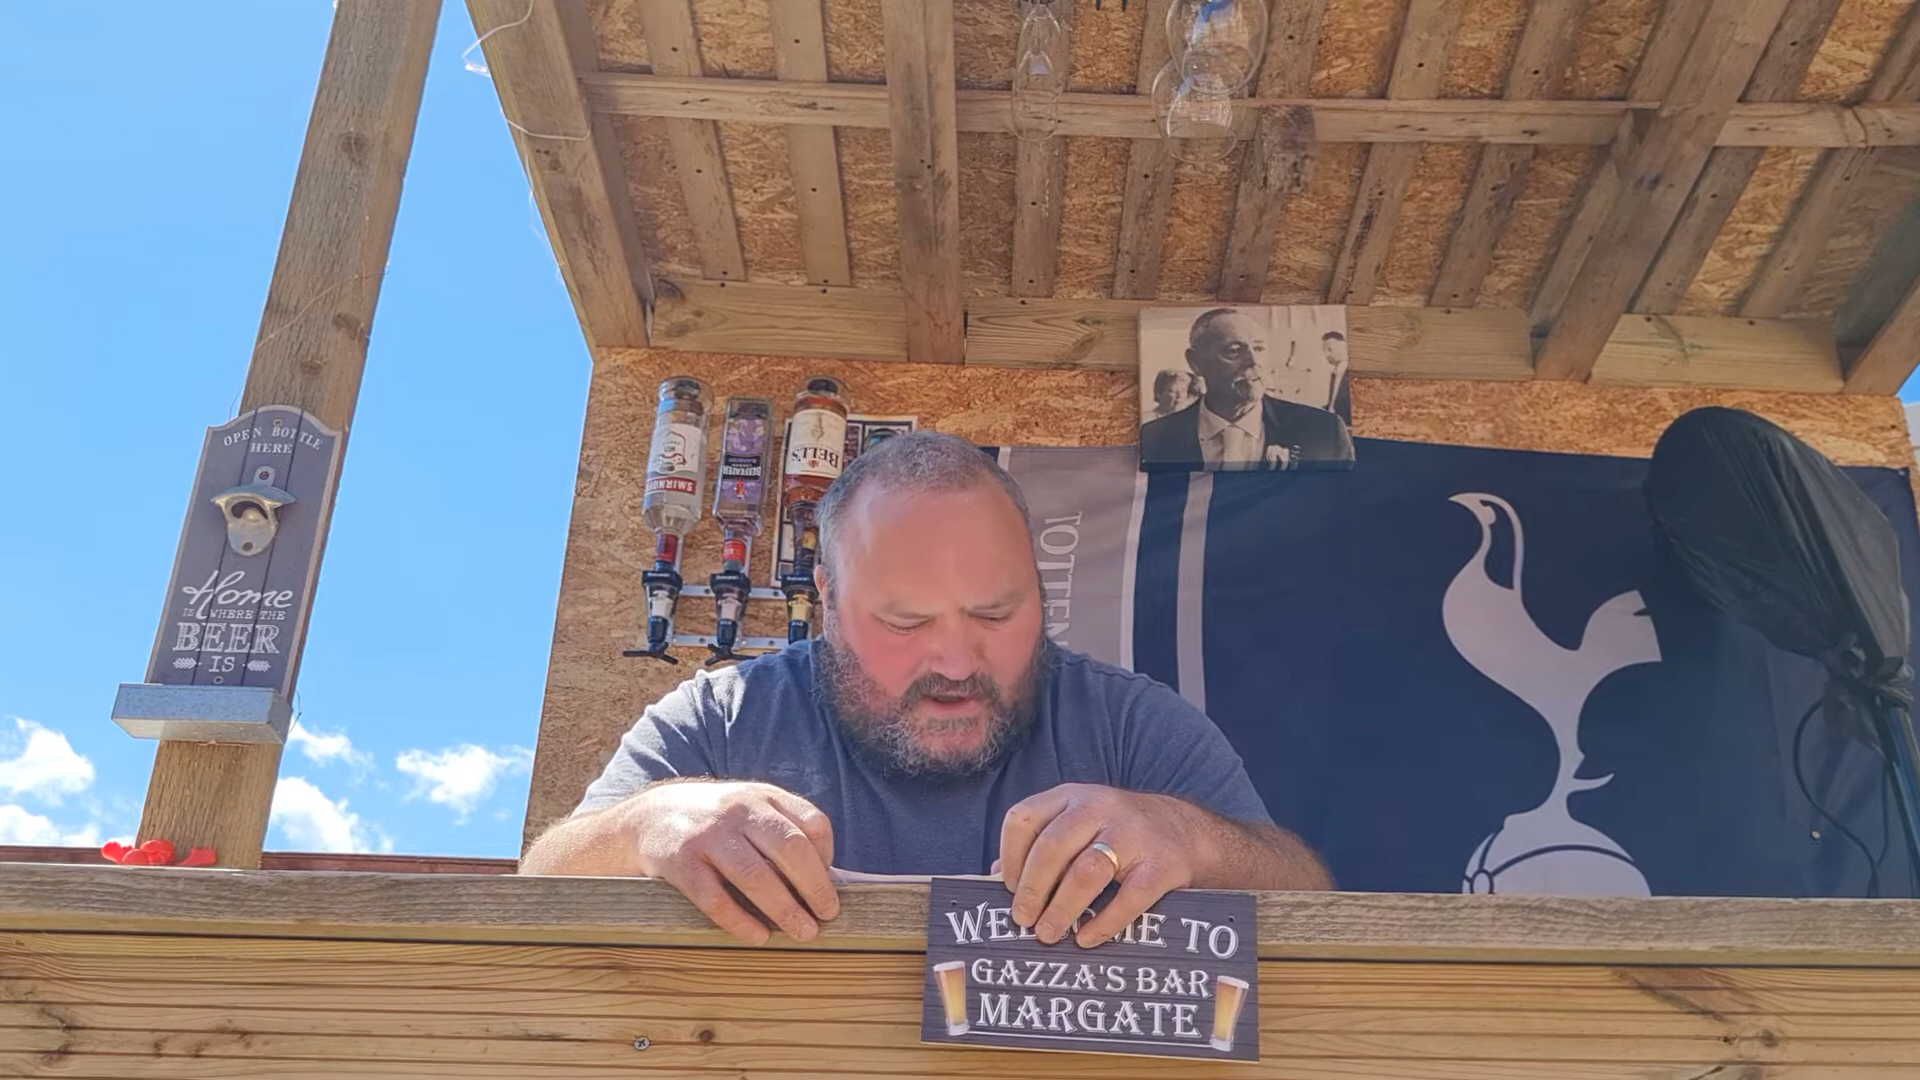 OPEN BOTTLE
HERE
Home
IS WHERE THE
BEER
IS
SMIRNOFF
BELL'S
TOTTEN
WE ME TO
GAZZA'S BAR
MARGATE